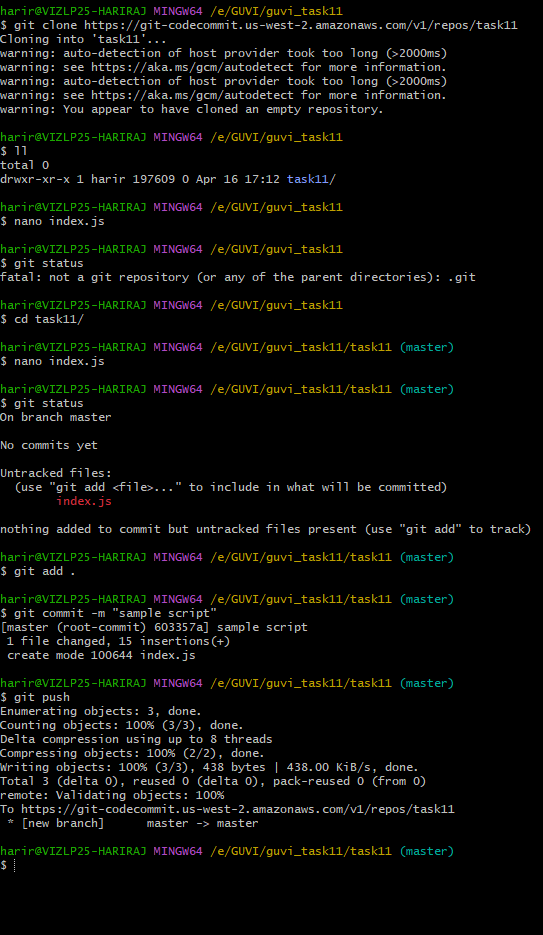 harir@VIZLP25-HARIRAJ MINGW64 /e/GUVI/guvi_task11
$ git clone https://git-codecommit.us-west-2.amazonaws.com/v1/repos/task11
Cloning into 'task11'...
warning: auto-detection of host provider took too long (>2000ms)
warning: see https://aka.ms/gcm/autodetect for more information.
warning: auto-detection of host provider took too long (>2000ms)
warning: see https://aka.ms/gcm/autodetect for more information.
warning: You appear to have cloned an empty repository.
harir@VIZLP25-HARIRAJ MINGW64 /e/GUVI/guvi_task11
$ ll
total 0
drwxr-xr-x 1 harir 197609 0 Apr 16 17:12 task11/
harir@VIZLP25-HARIRAJ MINGW64 /e/GUVI/guvi_task11
$ nano index.js
harir@VIZLP25-HARIRAJ MINGW64 /e/GUVI/guvi_task11
$ git status
fatal: not a git repository (or any of the parent directories): .git
harir@VIZLP25-HARIRAJ MINGW64 /e/GUVI/guvi_task11
$ cd task11/
harir@VIZLP25-HARIRAJ MINGW64 /e/GUVI/guvi_task11/task11 (master)
$ nano index.js
harir@VIZLP25-HARIRAJ MINGW64 /e/GUVI/guvi_task11/task11 (master)
$ git status
On branch master
No commits yet
Untracked files:
  (use "git add <file>..." to include in what will be committed)
        index.js
nothing added to commit but untracked files present (use "git add" to track)
harir@VIZLP25-HARIRAJ MINGW64 /e/GUVI/guvi_task11/task11 (master)
$ git add .
harir@VIZLP25-HARIRAJ MINGW64 /e/GUVI/guvi_task11/task11 (master)
$ git commit -m "sample script"
[master (root-commit) 603357a] sample script
 1 file changed, 15 insertions(+)
 create mode 100644 index.js
harir@VIZLP25-HARIRAJ MINGW64 /e/GUVI/guvi_task11/task11 (master)
$ git push
Enumerating objects: 3, done.
Counting objects: 100% (3/3), done.
Delta compression using up to 8 threads
Compressing objects: 100% (2/2), done.
Writing objects: 100% (3/3), 438 bytes | 438.00 KiB/s, done.
Total 3 (delta 0), reused 0 (delta 0), pack-reused 0 (from 0)
remote: Validating objects: 100%
To https://git-codecommit.us-west-2.amazonaws.com/v1/repos/task11
 * [new branch]      master -> master
harir@VIZLP25-HARIRAJ MINGW64 /e/GUVI/guvi_task11/task11 (master)
$